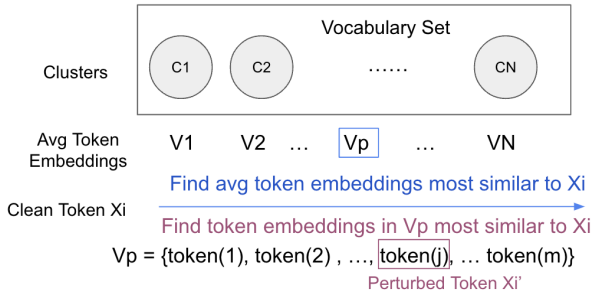 Vocabulary Set
Clusters
C1 C2 …… CN
Avg Token
Embeddings
V1 V2 … Vp … VN
Find avg token embeddings most similar to Xi
Clean Token Xi
Find token embeddings in Vp most similar to Xi
Vp = {token(1), token(2) , …, token(j), … token(m)}
Perturbed Token Xi’